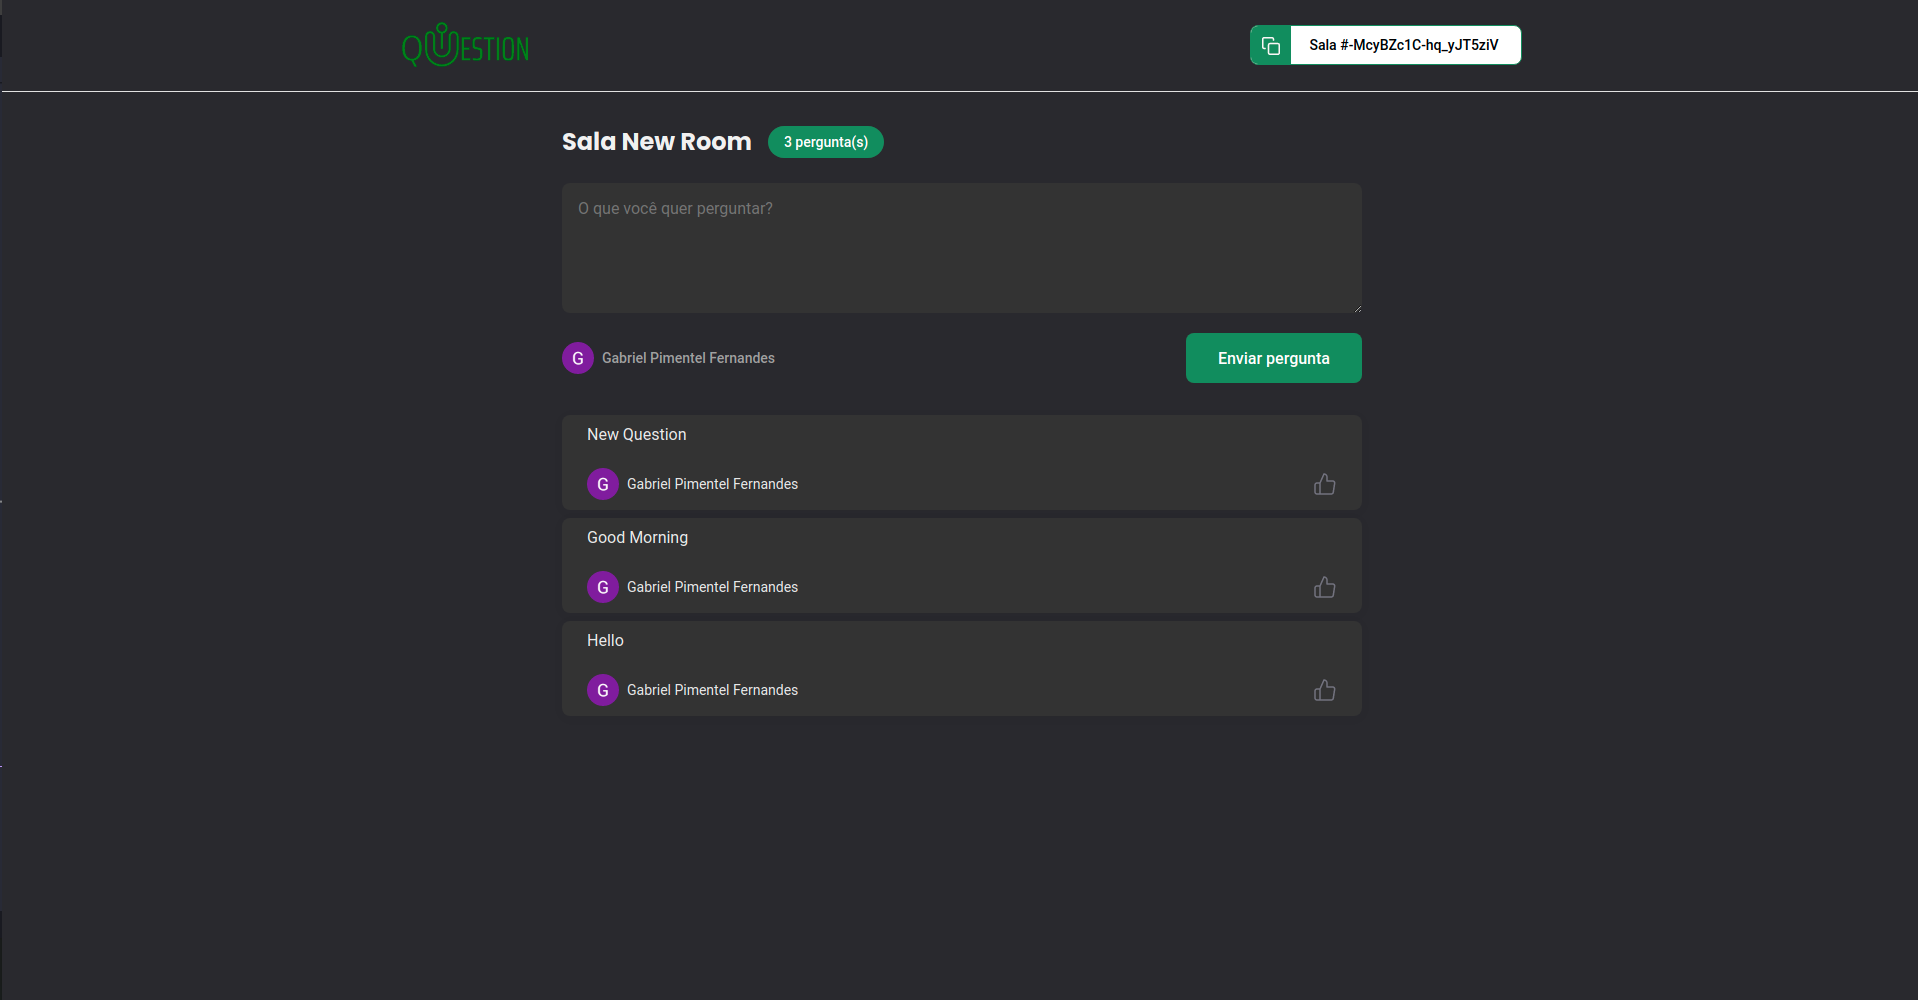 QUESTION
Sala #-McyBZc1C-hq_yJT5ziV
Sala New Room
3 pergunta(s)
O que você quer perguntar?
G Gabriel Pimentel Fernandes
Enviar pergunta
New Question
G Gabriel Pimentel Fernandes
Good Morning
G Gabriel Pimentel Fernandes
Hello
G Gabriel Pimentel Fernandes